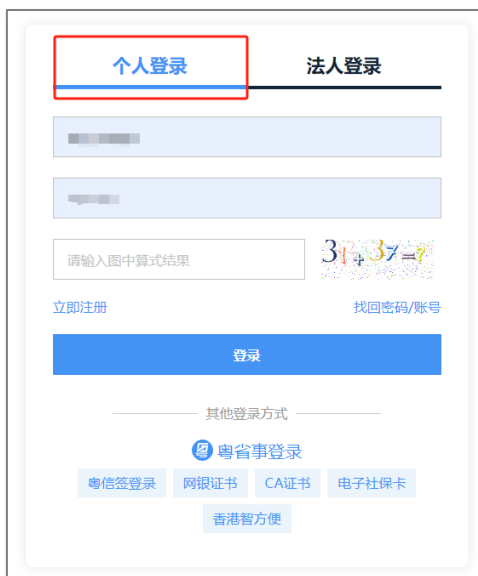 个人登录 法人登录
请输入图中算式结果
立即注册 找回密码/账号
登录
其他登录方式
粤省事登录
粤信签登录 网银证书 CA证书 电子社保卡
香港智方便